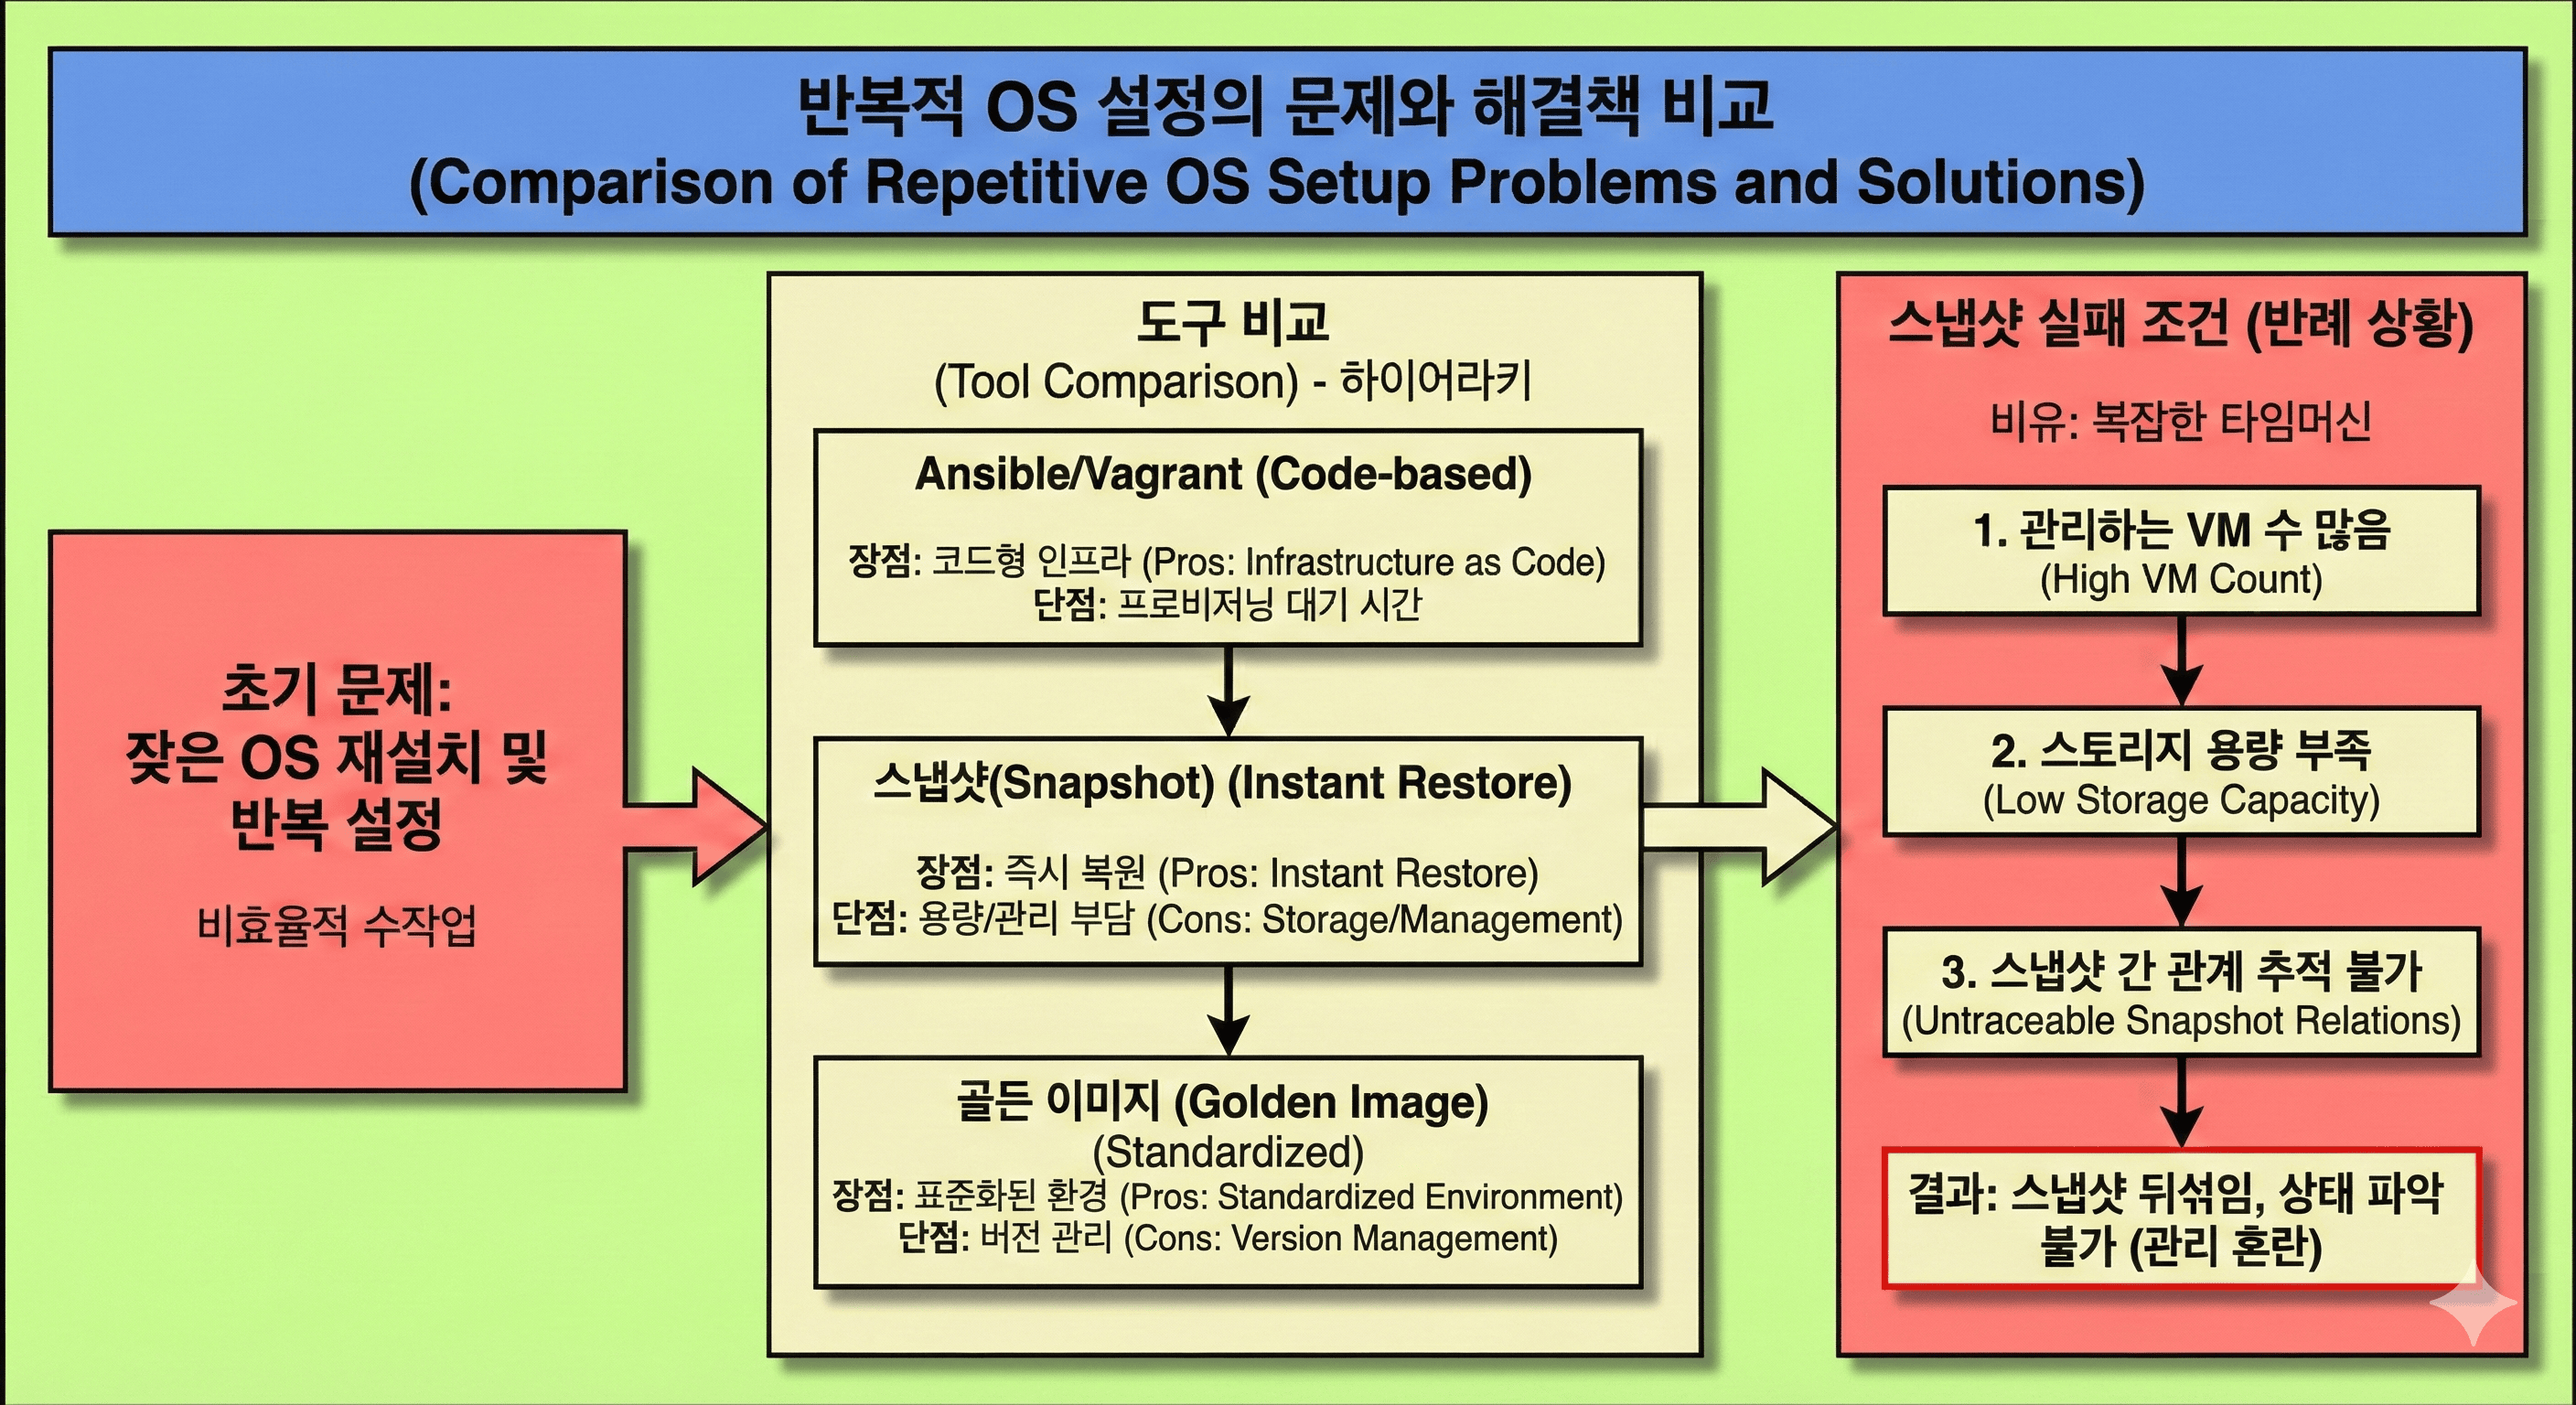 반복적 OS 설정의 문제와 해결책 비교
(Comparison of Repetitive OS Setup Problems and Solutions)
초기 문제:
잦은 OS 재설치 및
반복 설정
비효율적 수작업
도구 비교
(Tool Comparison) - 하이어라키
Ansible/Vagrant (Code-based)
장점: 코드형 인프라 (Pros: Infrastructure as Code)
단점: 프로비저닝 대기 시간
스냅샷(Snapshot) (Instant Restore)
장점: 즉시 복원 (Pros: Instant Restore)
단점: 용량/관리 부담 (Cons: Storage/Management)
골든 이미지 (Golden Image)
(Standardized)
장점: 표준화된 환경 (Pros: Standardized Environment)
단점: 버전 관리 (Cons: Version Management)
스냅샷 실패 조건 (반례 상황)
비유: 복잡한 타임머신
1. 관리하는 VM 수 많음
(High VM Count)
2. 스토리지 용량 부족
(Low Storage Capacity)
3. 스냅샷 간 관계 추적 불가
(Untraceable Snapshot Relations)
결과: 스냅샷 뒤섞임, 상태 파악
불가 (관리 혼란)